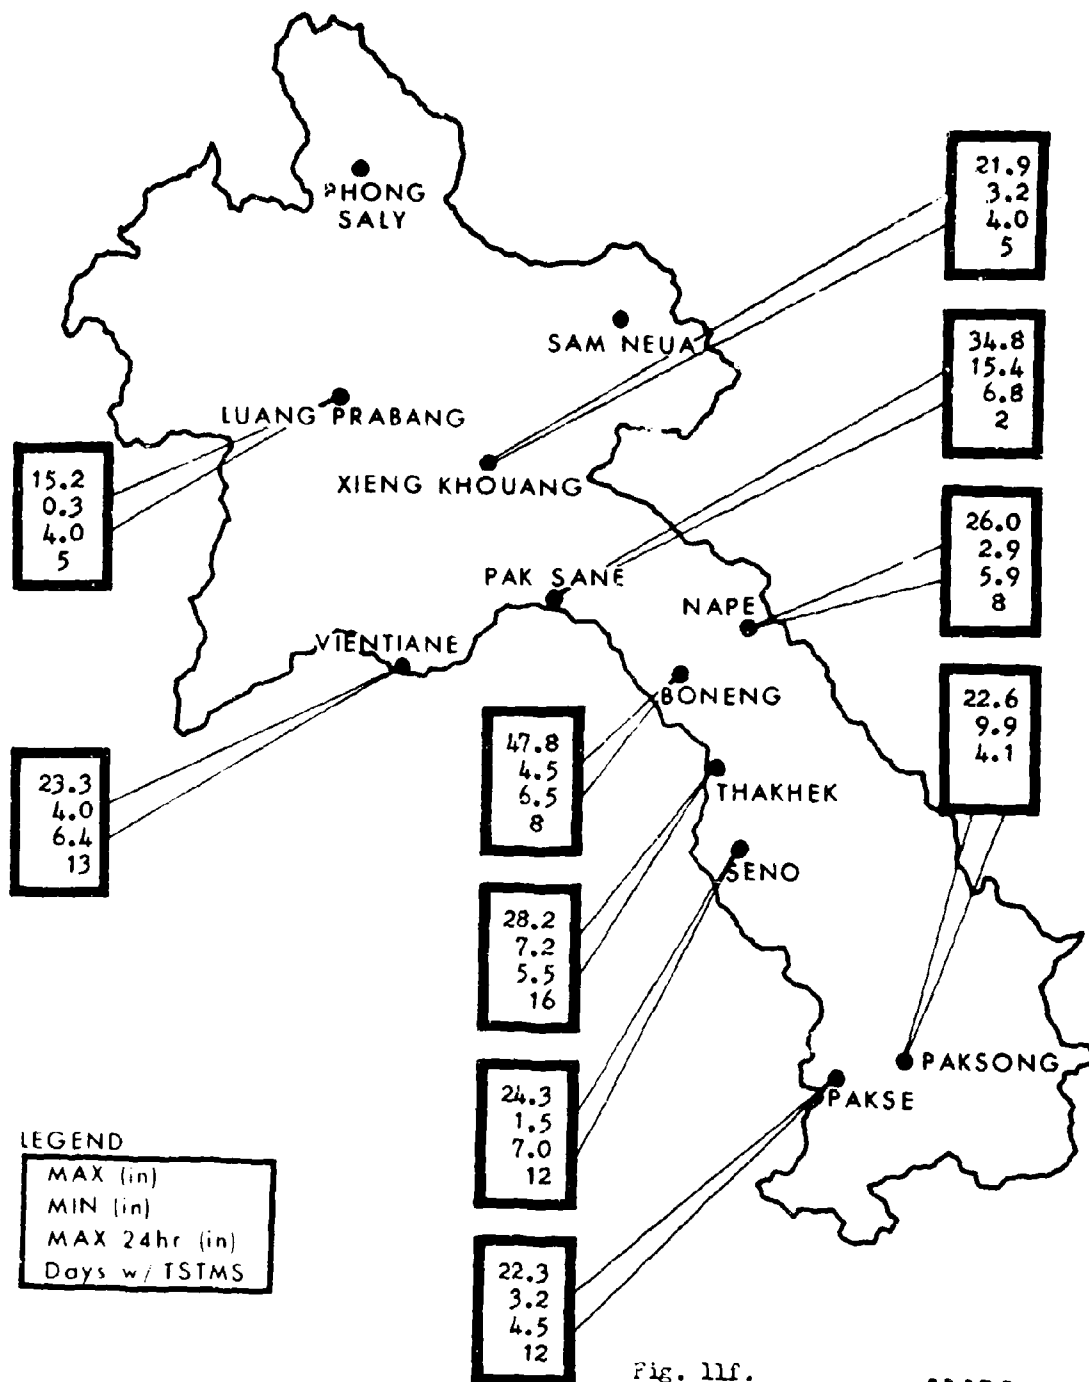 PHONG
SALY
SAM NEUA
LUANG PRABANG
XIENG KHOUANG
PAK SANE
NAPE
VIENTIANE
BONENG
THAKHEK
SENO
PAKSONG
PAKSE
21.9
3.2
4.0
5
34.8
15.4
6.8
2
15.2
0.3
4.0
5
26.0
2.9
5.9
8
22.6
9.9
4.1
23.3
4.0
6.4
13
47.8
4.5
6.5
8
28.2
7.2
5.5
16
24.3
1.5
7.0
12
22.3
3.2
4.5
12
LEGEND
MAX (in)
MIN (in)
MAX 24hr (in)
Days w/ TSTMS
Fig. 11f.